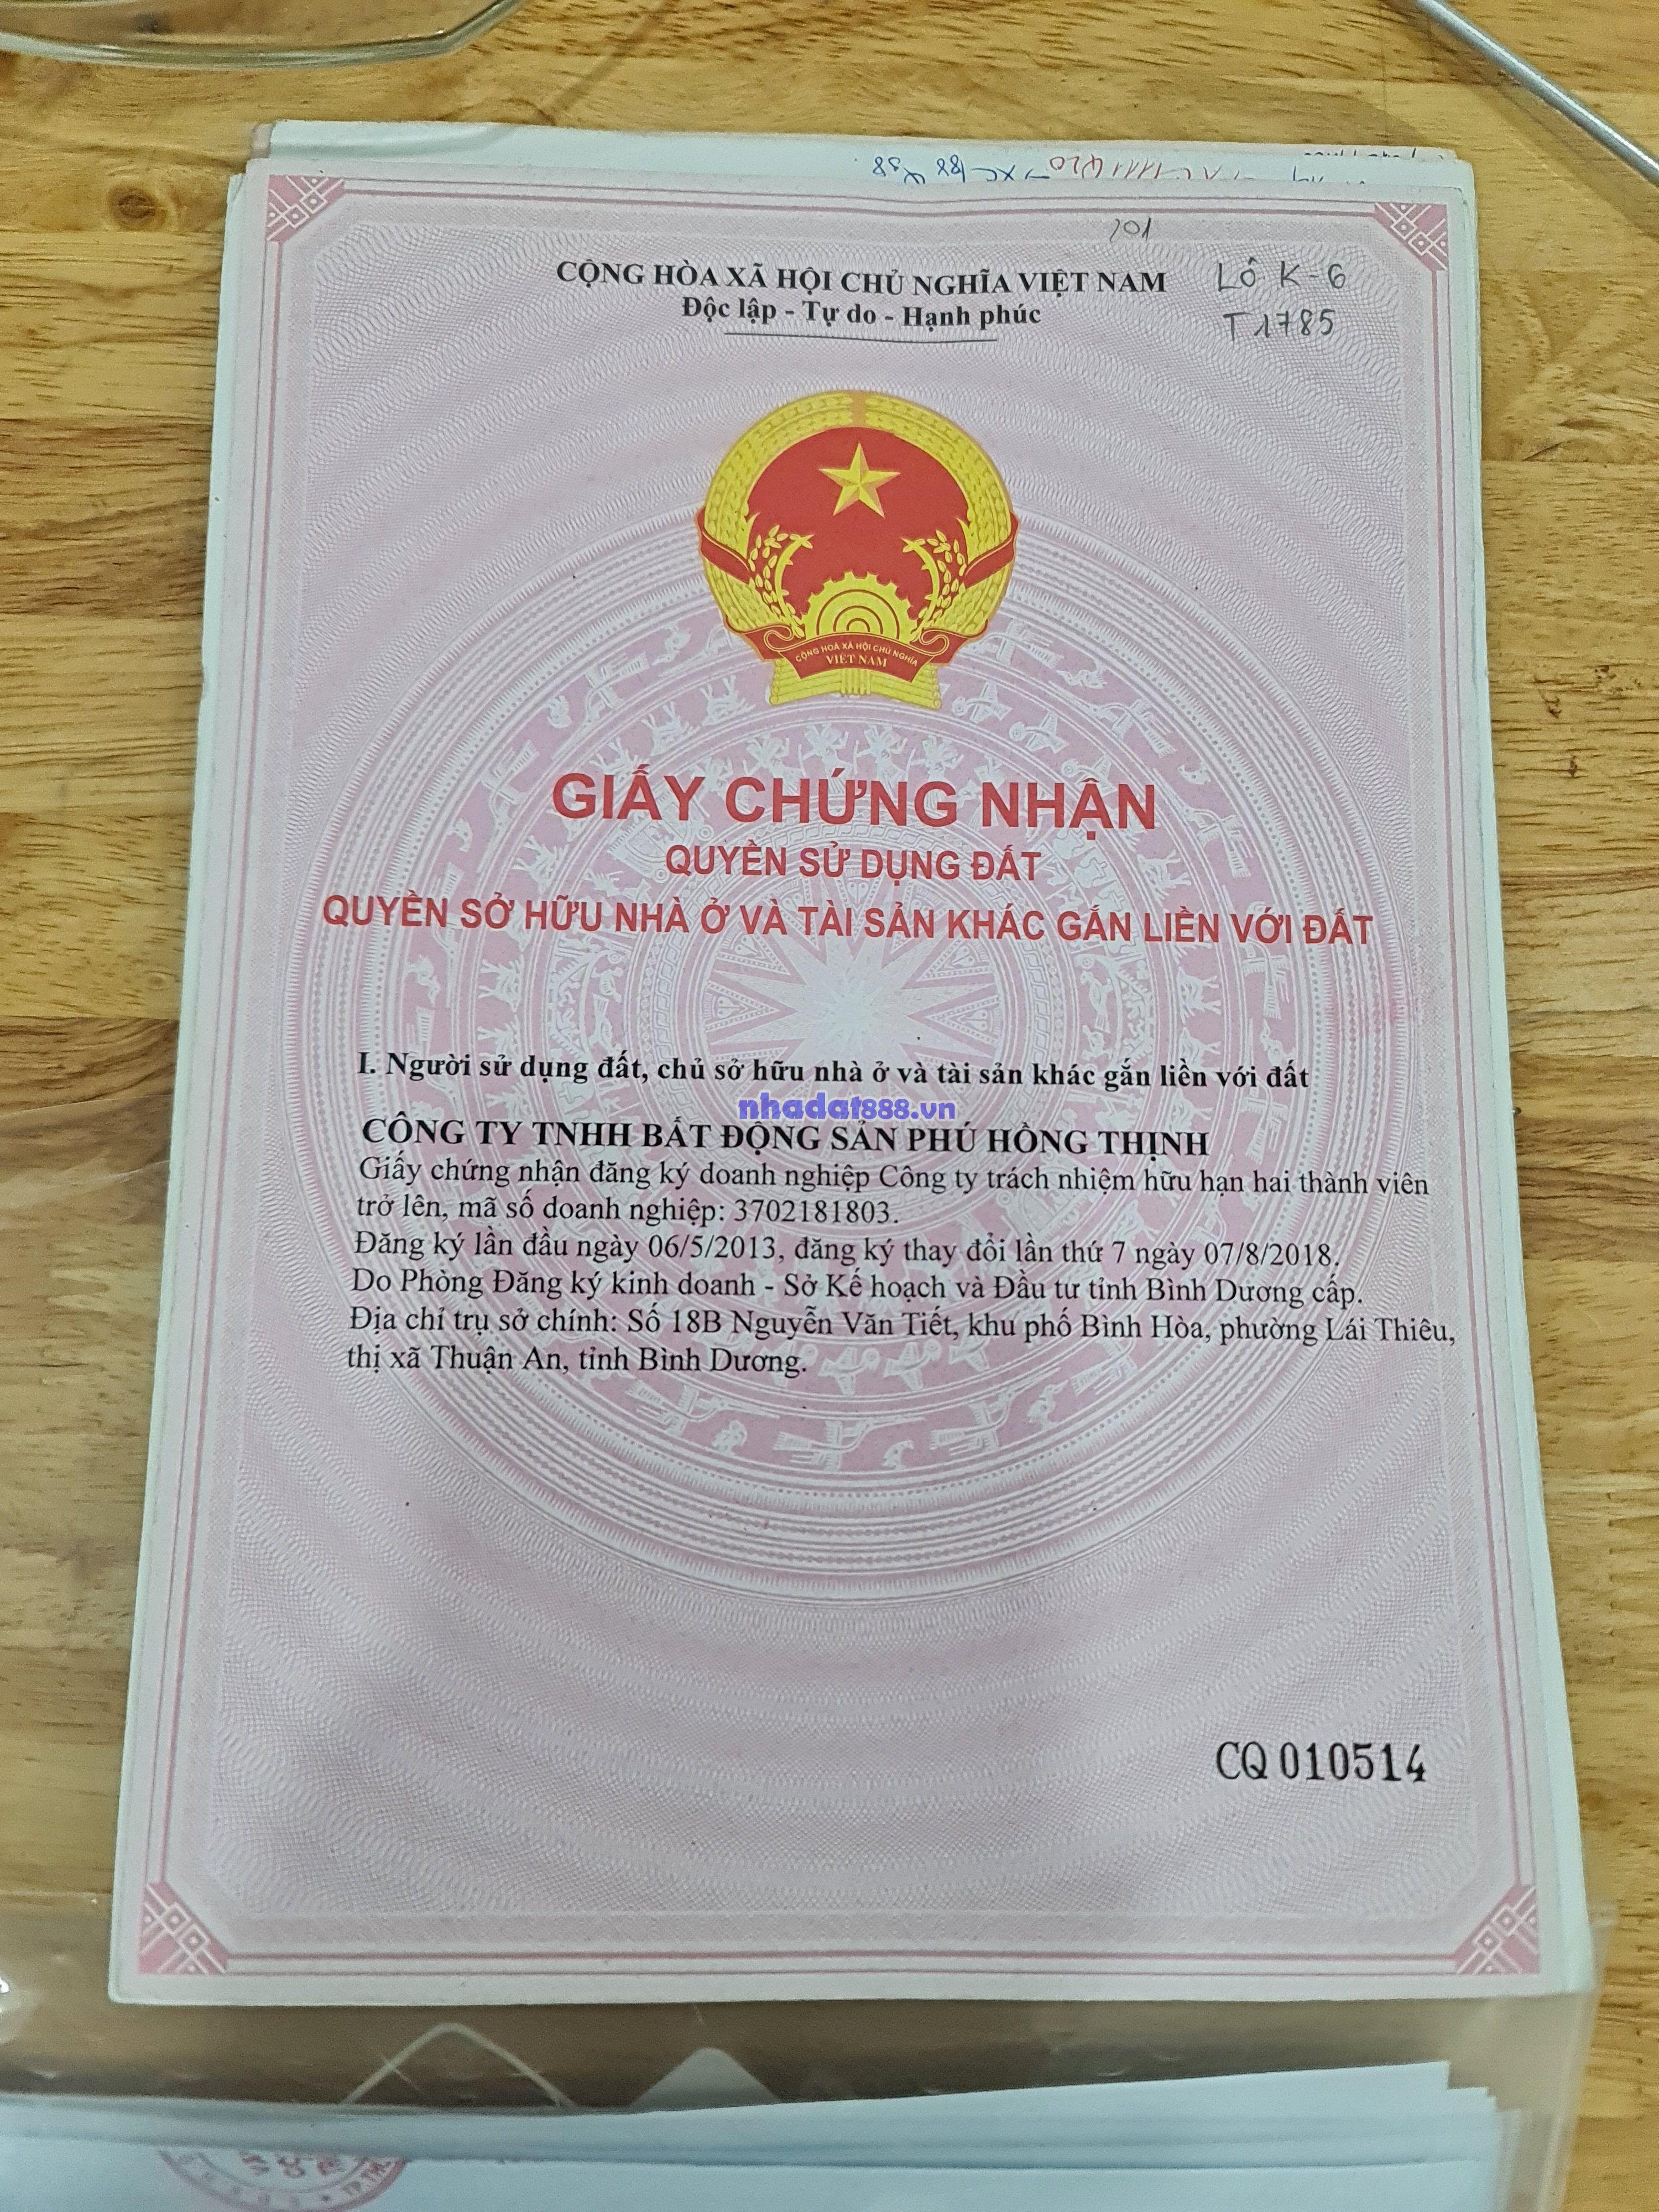 201
CỘNG HÒA XÃ HỘI CHỦ NGHĨA VIỆT NAM
Độc lập - Tự do - Hạnh phúc
Lô K-6
T1785
CỘNG HOÀ XÃ HỘI CHỦ NGHĨA
VIỆT NAM
GIẤY CHỨNG NHẬN
QUYỀN SỬ DỤNG ĐẤT
QUYỀN SỞ HỮU NHÀ Ở VÀ TÀI SẢN KHÁC GẮN LIỀN VỚI ĐẤT
I. Người sử dụng đất, chủ sở hữu nhà ở và tài sản khác gắn liền với đất
nhadat888.vn
CÔNG TY TNHH BẤT ĐỘNG SẢN PHÚ HỒNG THỊNH
Giấy chứng nhận đăng ký doanh nghiệp Công ty trách nhiệm hữu hạn hai thành viên
trở lên, mã số doanh nghiệp: 3702181803.
Đăng ký lần đầu ngày 06/5/2013, đăng ký thay đổi lần thứ 7 ngày 07/8/2018.
Do Phòng Đăng ký kinh doanh - Sở Kế hoạch và Đầu tư tỉnh Bình Dương cấp.
Địa chỉ trụ sở chính: Số 18B Nguyễn Văn Tiết, khu phố Bình Hòa, phường Lái Thiêu,
thị xã Thuận An, tỉnh Bình Dương.
CQ 010514